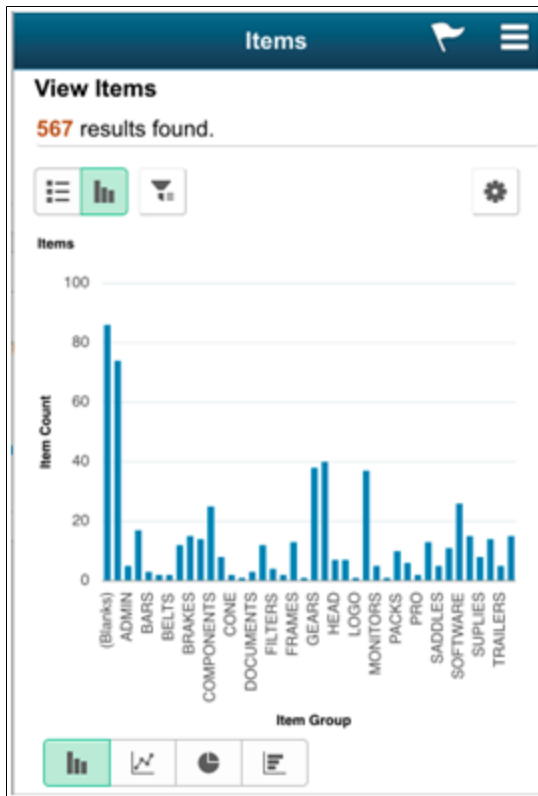 Items
View Items
567 results found.
Items
100
80
60
40
20
0
Item Count
(Blanks)
ADMIN
BARS
BELTS
BRAKES
COMPONENTS
CONE
DOCUMENTS
FILTERS
FRAMES
GEARS
HEAD
LOGO
MONITORS
PACKS
PRO
SADDLES
SOFTWARE
SUPLIES
TRAILERS
Item Group